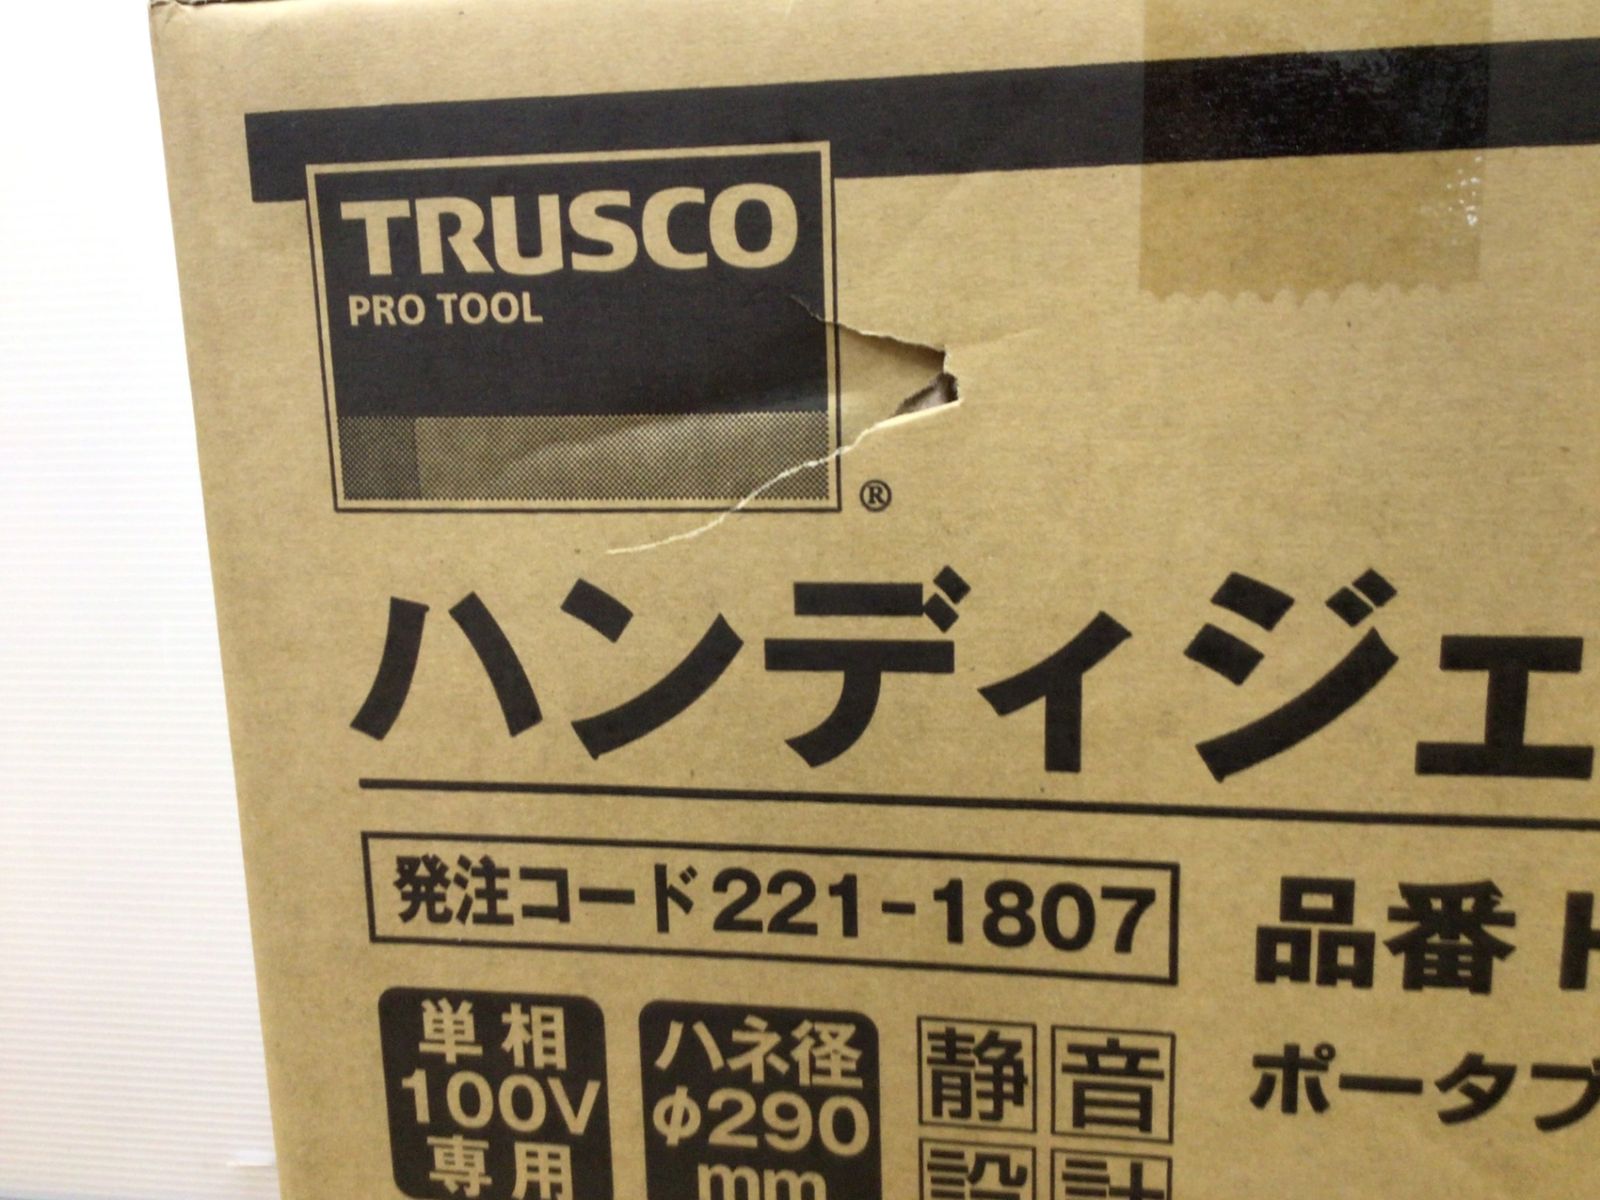 TRUSCO
PRO TOOL
®
ハンディジェ
発注コード221-1807
品番
単相
100V
専用
ハネ径
φ290
mm
静音
設計
ポータブ